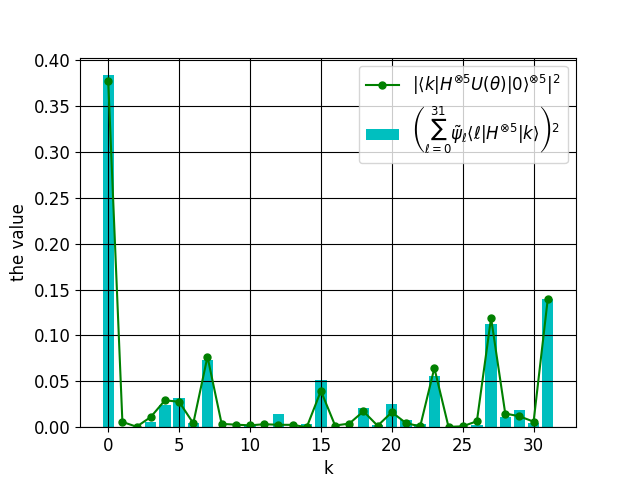 0.40
0.35
0.30
0.25
0.20
0.15
0.10
0.05
0.00
the value
|⟨k|H^{⊗5}U(θ)|0⟩^{⊗5}|²
(∑_{ℓ=0}^{31} ψ̃_ℓ⟨ℓ|H^{⊗5}|k⟩)²
0 5 10 15 20 25 30
k